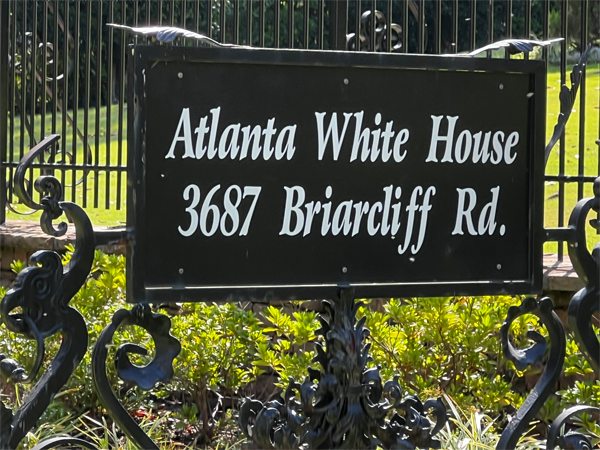 Atlanta White House
3687 Briarcliff Rd.